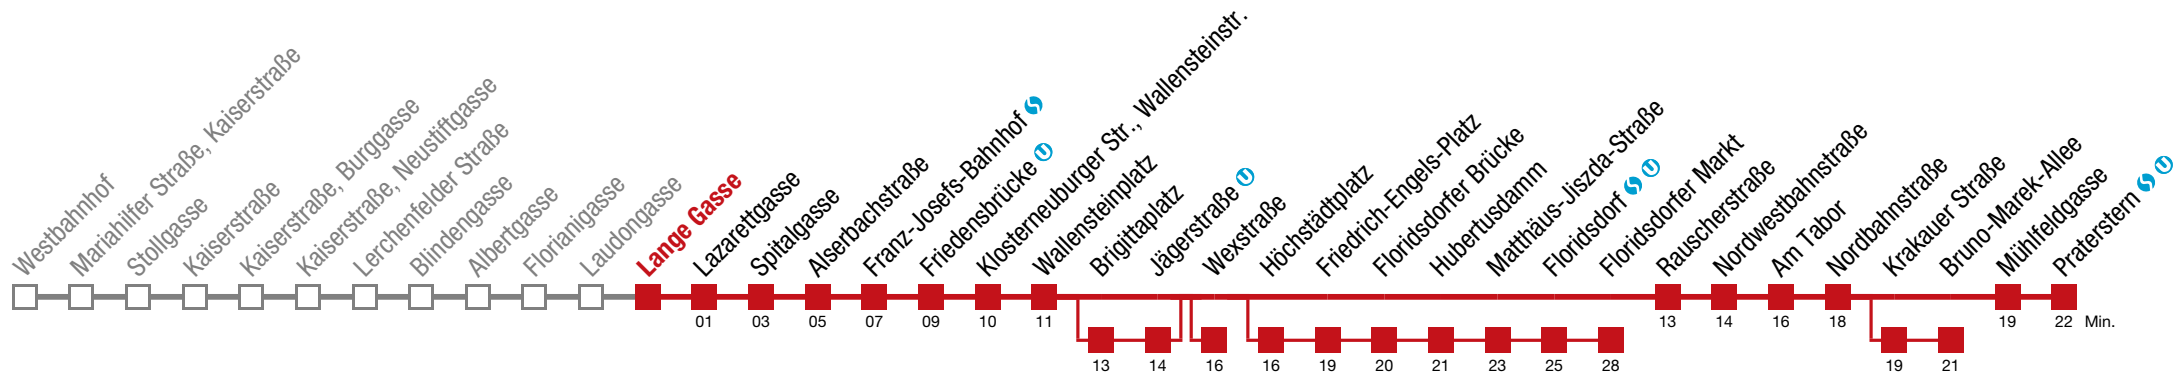 Westbahnhof
Mariahilfer Straße, Kaiserstraße
Stollgasse
Kaiserstraße
Kaiserstraße, Burggasse
Kaiserstraße, Neustiftgasse
Lerchenfelder Straße
Blindengasse
Albertgasse
Florianigasse
Laudongasse
Lange Gasse
Lazarettgasse
Spitalgasse
Alserbachstraße
Franz-Josefs-Bahnhof S
Friedensbrücke U
Klosterneuburger Str., Wallensteinstr.
Wallensteinplatz
Brigittaplatz
Jägerstraße U
Wexstraße
Höchstädtplatz
Friedrich-Engels-Platz
Floridsdorfer Brücke
Hubertusdamm
Matthäus-Jiszda-Straße
Floridsdorf S U
Floridsdorfer Markt
Rauscherstraße
Nordwestbahnstraße
Am Tabor
Nordbahnstraße
Krakauer Straße
Bruno-Marek-Allee
Mühlfeldgasse
Praterstern S U
01 03 05 07 09 10 11 13 14 16 18 19 22 Min.
13 14 16 16 19 20 21 23 25 28 19 21